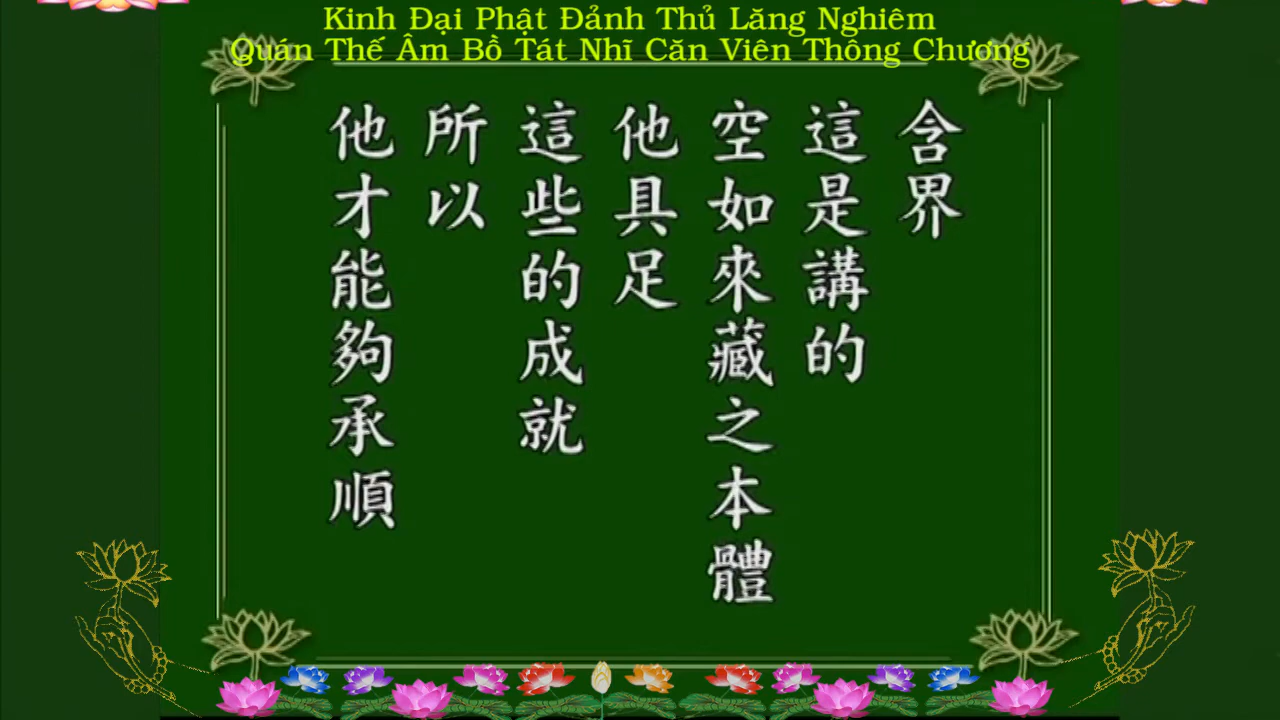 Kinh Đại Phật Đảnh Thủ Lăng Nghiêm
Quán Thế Âm Bồ Tát Nhĩ Căn Viên Thông Chương
含界
這是講的
空如來藏之本體
他具足
這些的成就
所以
他才能夠承順